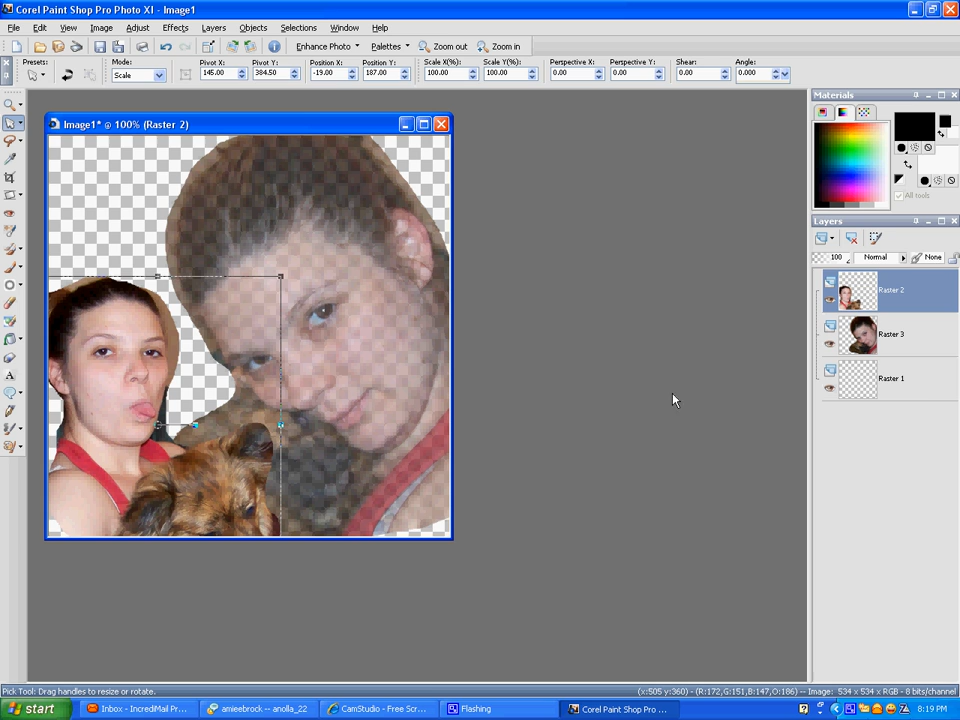 Corel Paint Shop Pro Photo XI - Image1
File Edit View Image Adjust Effects Layers Objects Selections Window Help
Enhance Photo Palettes Zoom out Zoom in
Presets: Mode: Pivot X: Pivot Y: Position X: Position Y: Scale X(%): Scale Y(%): Perspective X: Perspective Y: Shear: Angle:
Scale 145.00 384.50 -19.00 187.00 100.00 100.00 0.00 0.00 0.00 0.000
Materials
Image1* @ 100% (Raster 2)
All tools
Layers
100 Normal None
Raster 2
Raster 3
Raster 1
Pick Tool: Drag handles to resize or rotate.
(x:505 y:360) - (R:172,G:151,B:147,O:186) -- Image: 534 x 534 x RGB - 8 bits/channel
start Inbox - IncrediMail Pr... amieebrock -- anolla_22 CamStudio - Free Scr... Flashing Corel Paint Shop Pro ... 8:19 PM